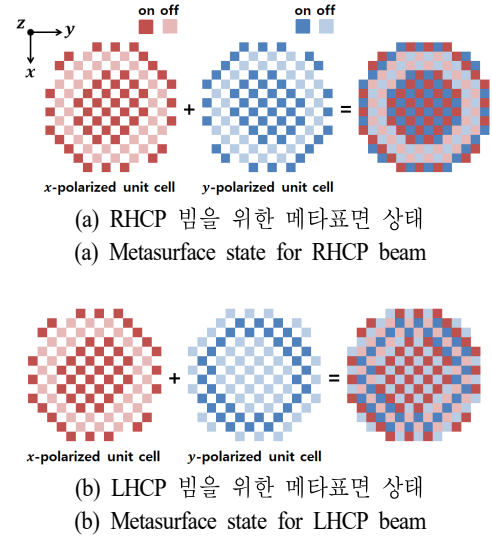 on off on off
z y
x
+ =
x-polarized unit cell y-polarized unit cell
(a) RHCP 빔을 위한 메타표면 상태
(a) Metasurface state for RHCP beam
+ =
x-polarized unit cell y-polarized unit cell
(b) LHCP 빔을 위한 메타표면 상태
(b) Metasurface state for LHCP beam